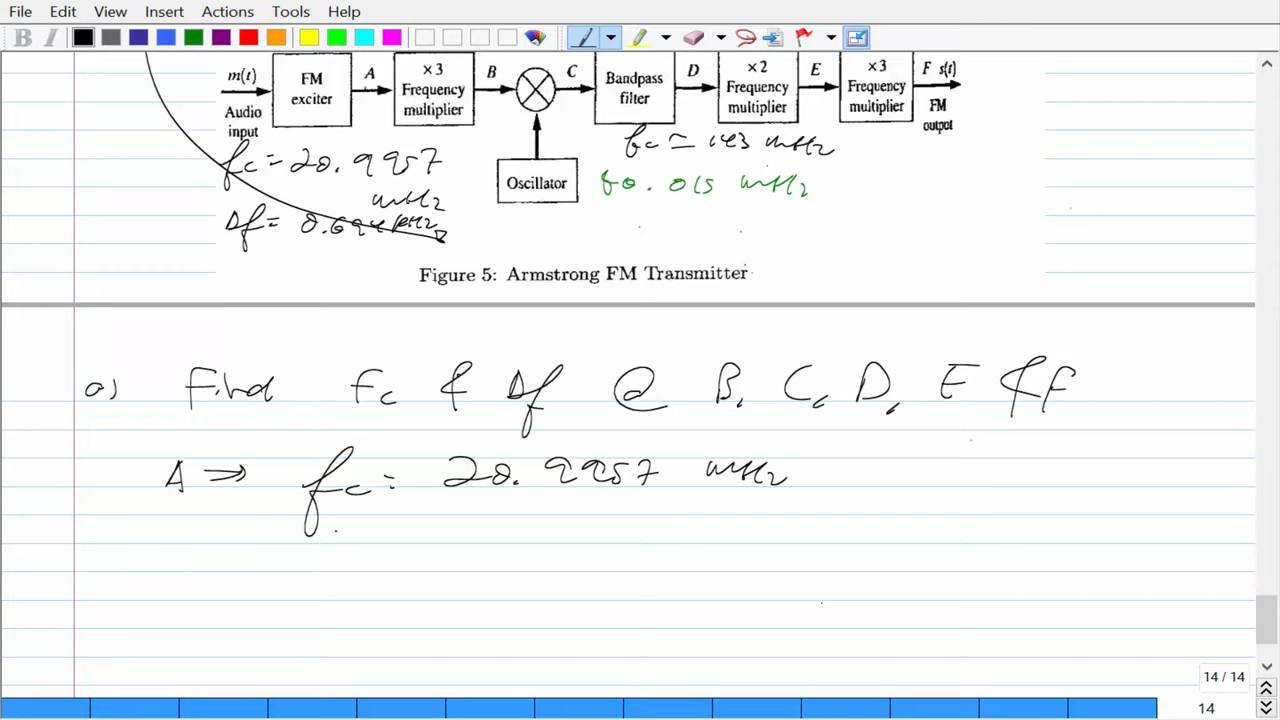 File Edit View Insert Actions Tools Help
B I
m(t) Audio input
FM exciter
A
×3 Frequency multiplier
B
C
Bandpass filter
D
×2 Frequency multiplier
E
×3 Frequency multiplier
F s(t) FM output
Oscillator
fc = 20.9957 MHz
Δf = 0.694 kHz
fc ≈ 143 MHz
80.015 MHz
Figure 5: Armstrong FM Transmitter
a) Find Fc & Δf @ B, C, D, E & F
A ⇒ fc = 20.9957 MHz
14 / 14
14